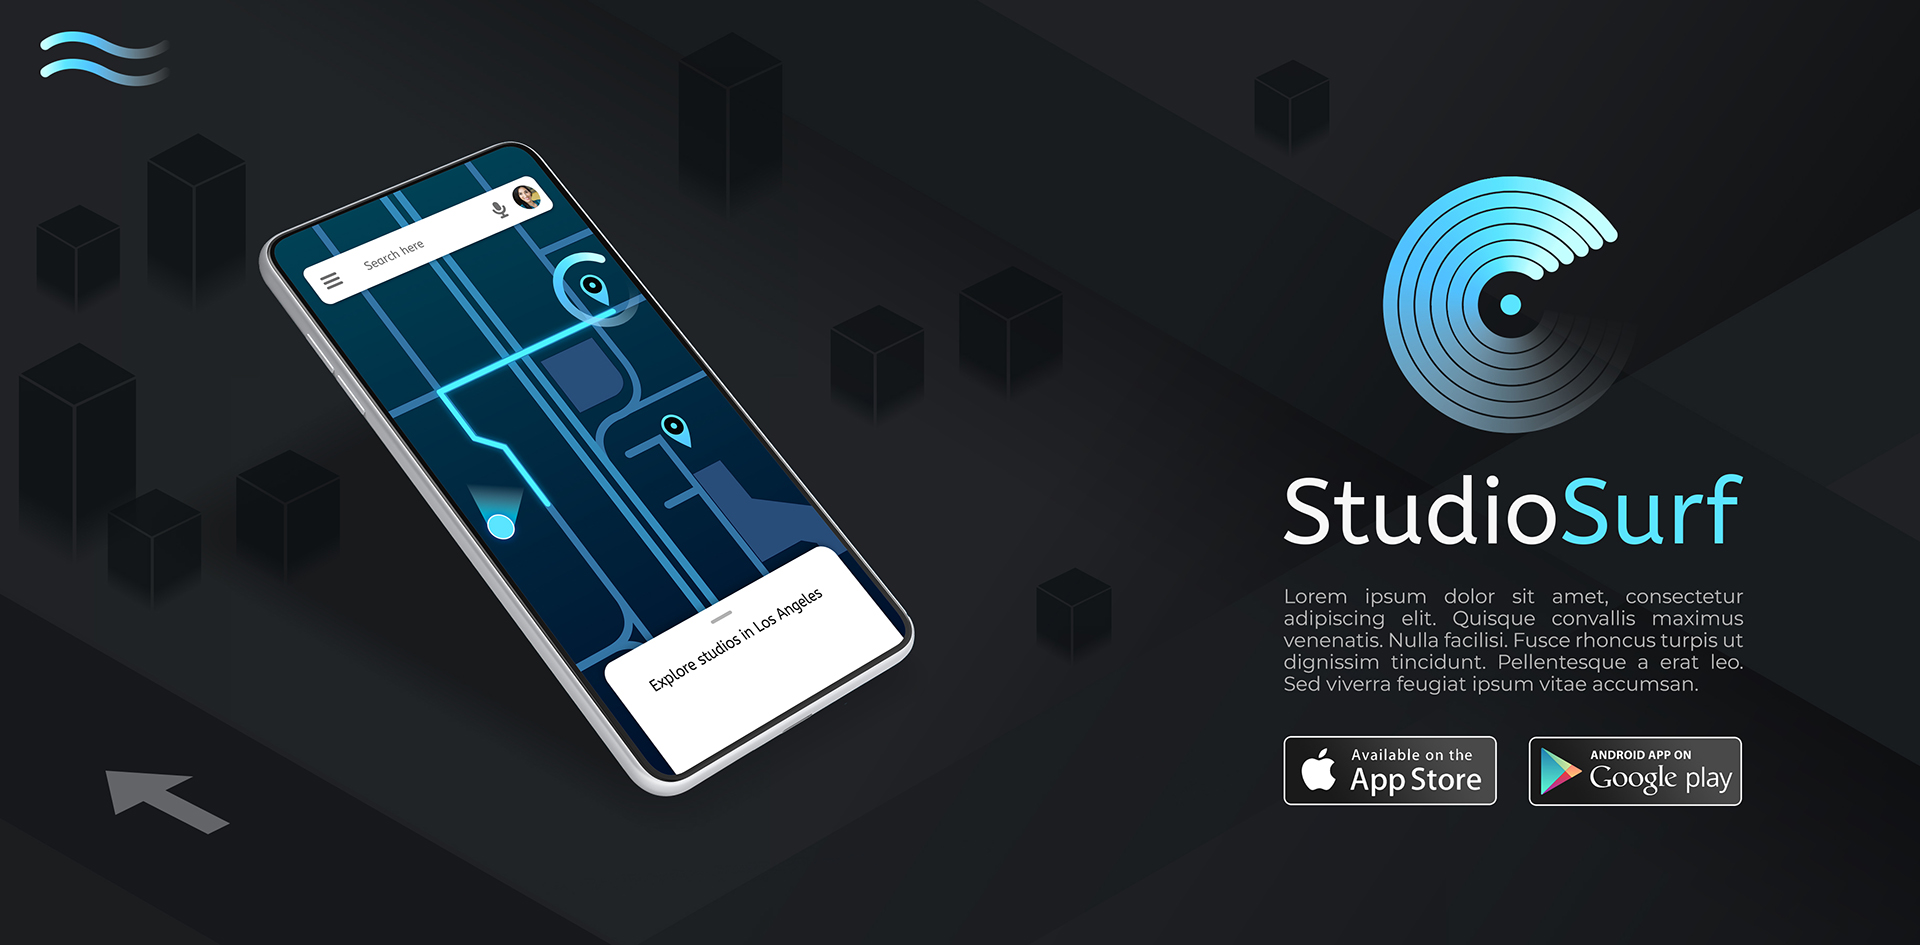 Search here
Explore studios in Los Angeles
StudioSurf
Lorem ipsum dolor sit amet, consectetur
adipiscing elit. Quisque convallis maximus
venenatis. Nulla facilisi. Fusce rhoncus turpis ut
dignissim tincidunt. Pellentesque a erat leo.
Sed viverra feugiat ipsum vitae accumsan.
Available on the
App Store
ANDROID APP ON
Google play